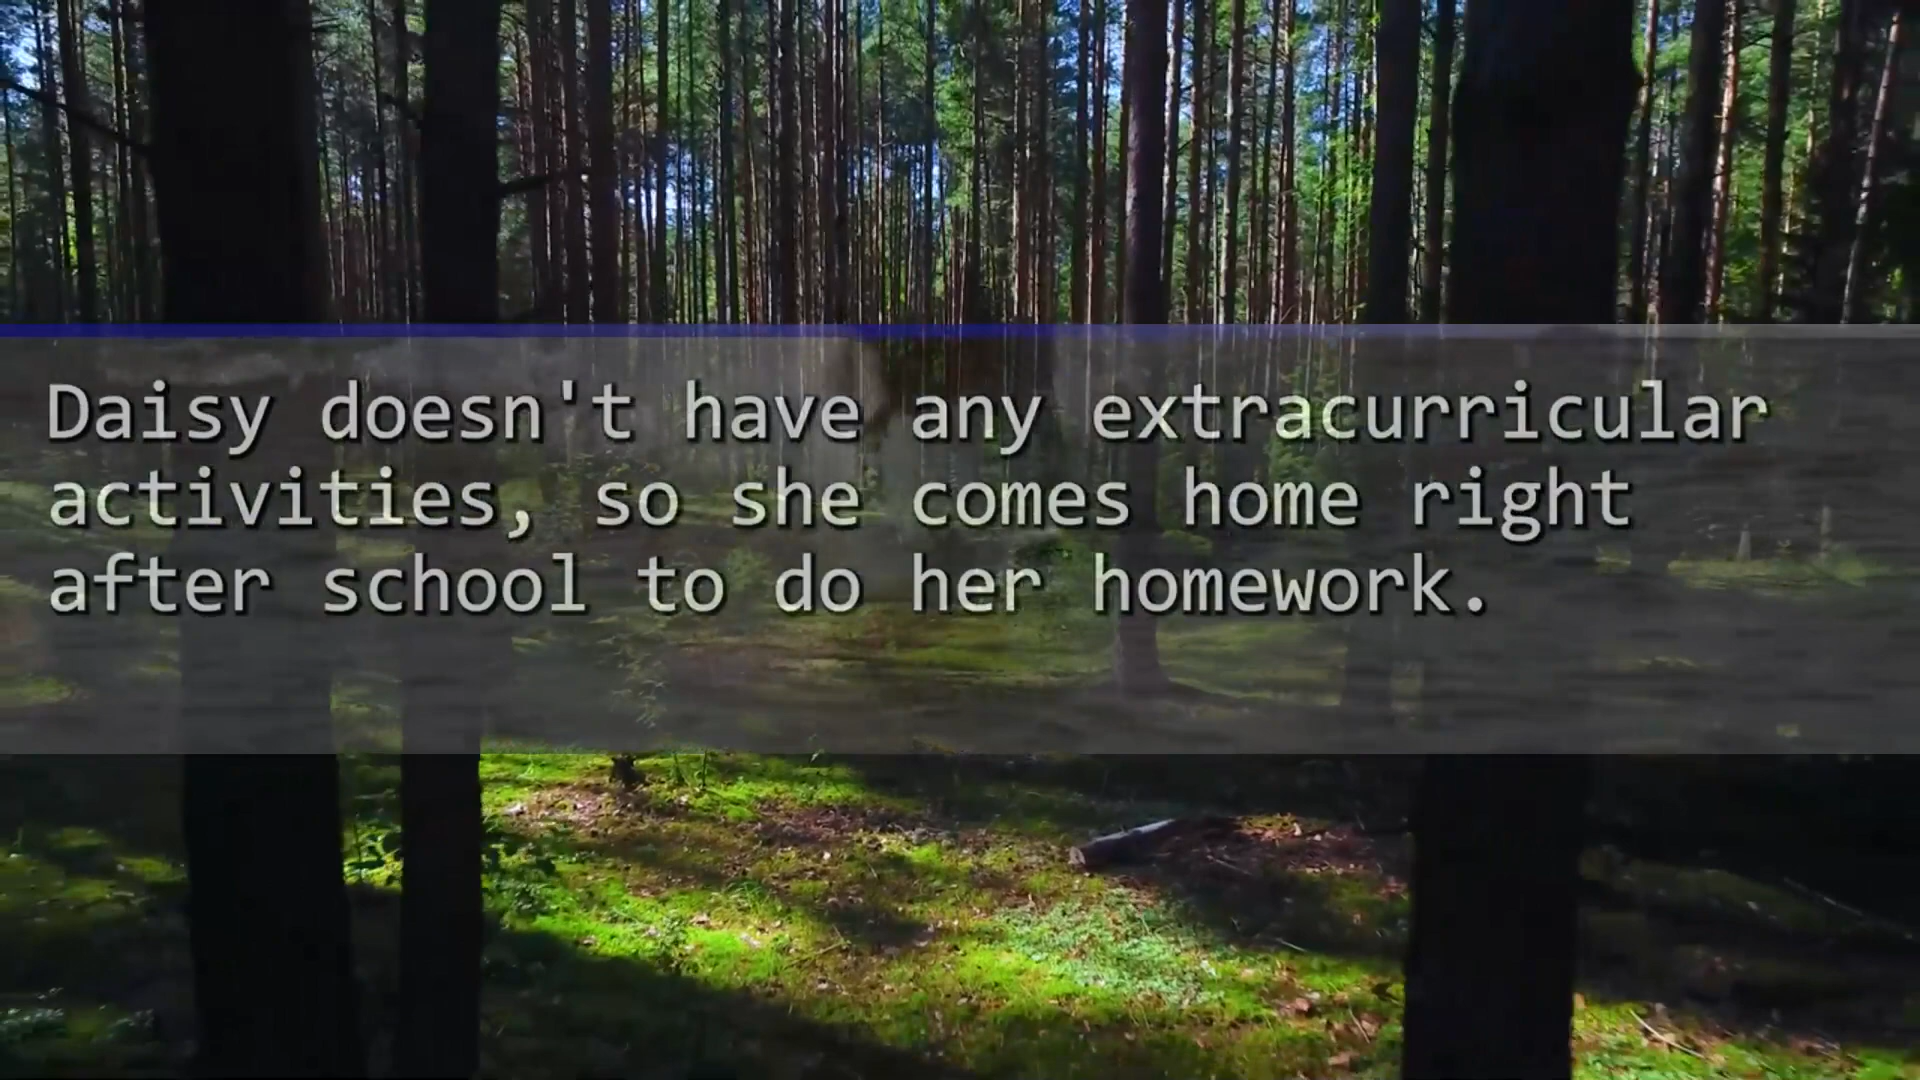 Daisy doesn't have any extracurricular
activities, so she comes home right
after school to do her homework.